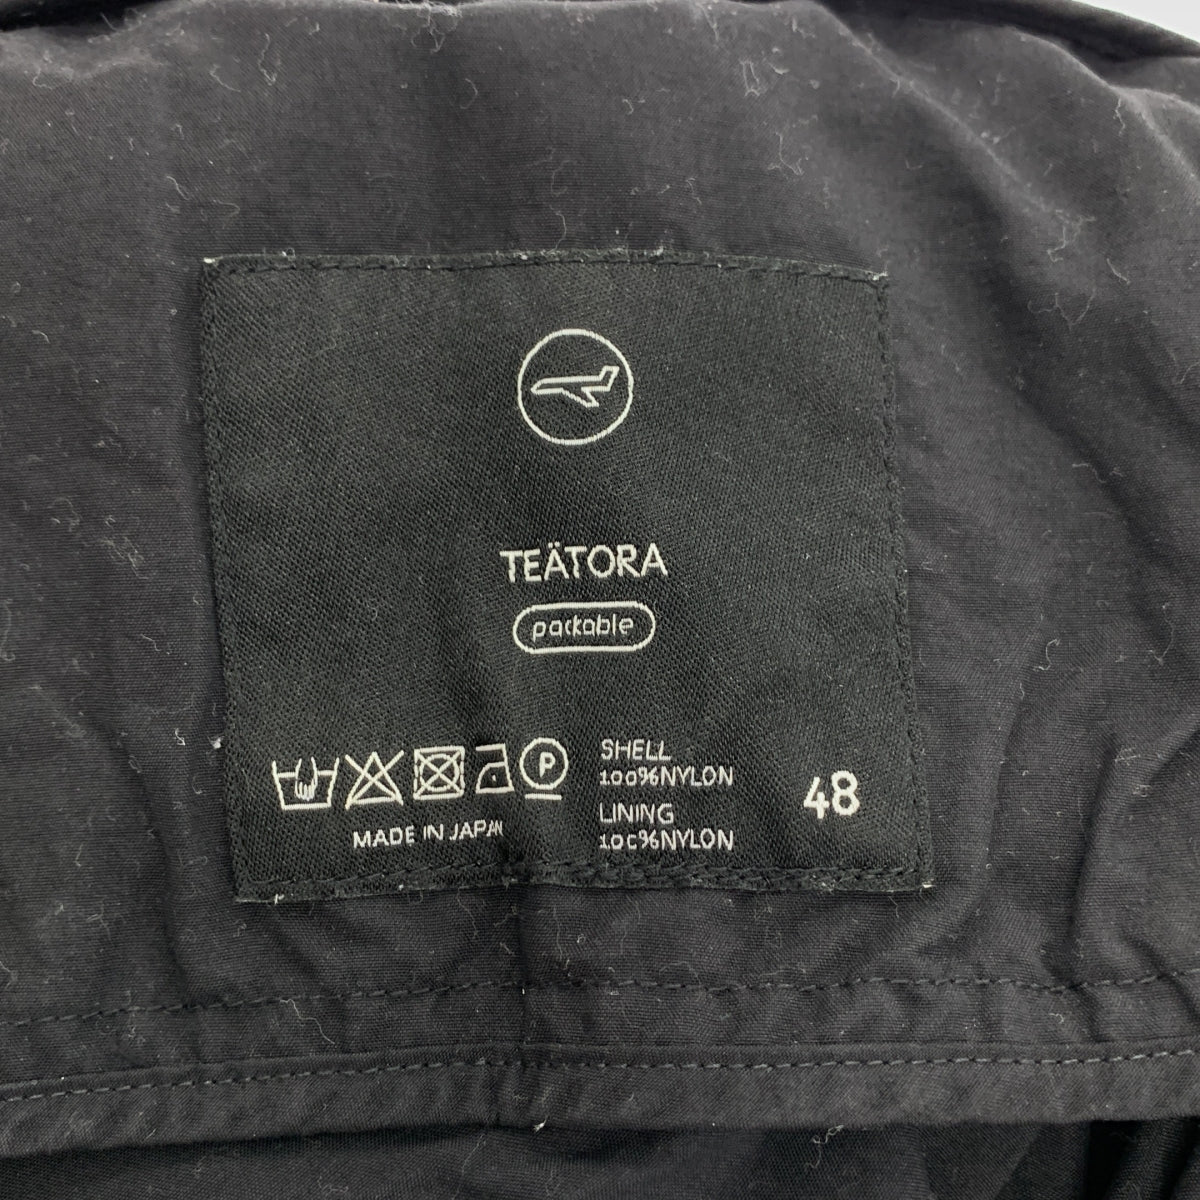 TEÄTORA
packable
P
SHELL
100%NYLON
LINING
100%NYLON
48
MADE IN JAPAN